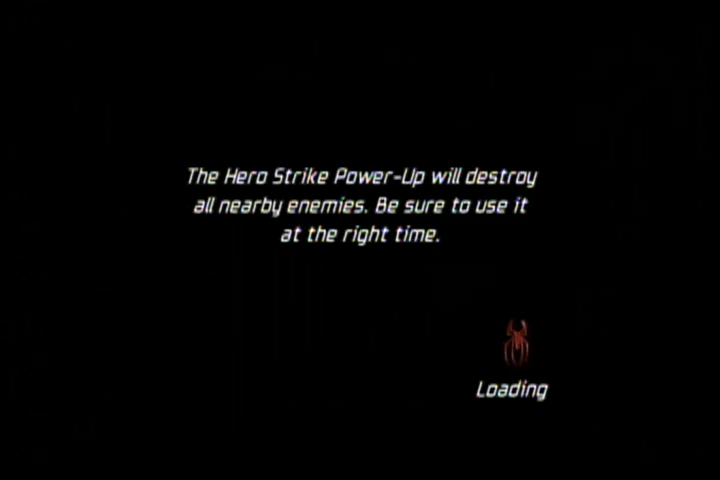 The Hero Strike Power-Up will destroy
all nearby enemies. Be sure to use it
at the right time.
Loading